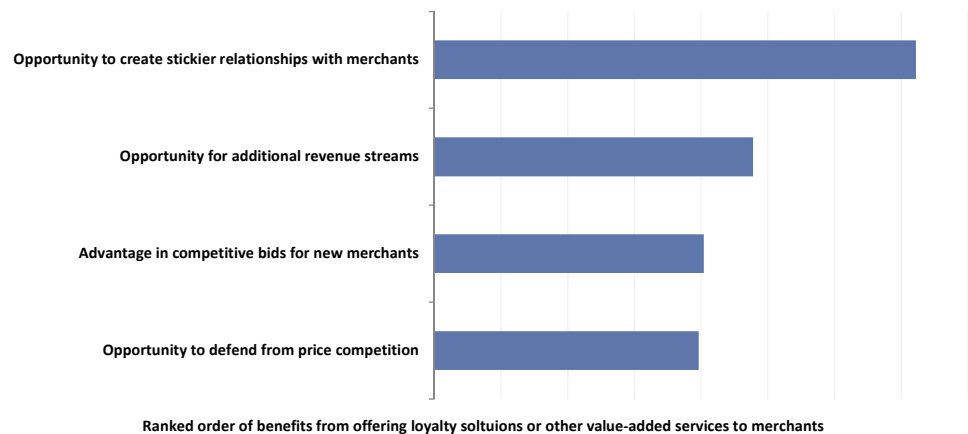 Opportunity to create stickier relationships with merchants
Opportunity for additional revenue streams
Advantage in competitive bids for new merchants
Opportunity to defend from price competition
Ranked order of benefits from offering loyalty soltuions or other value-added services to merchants